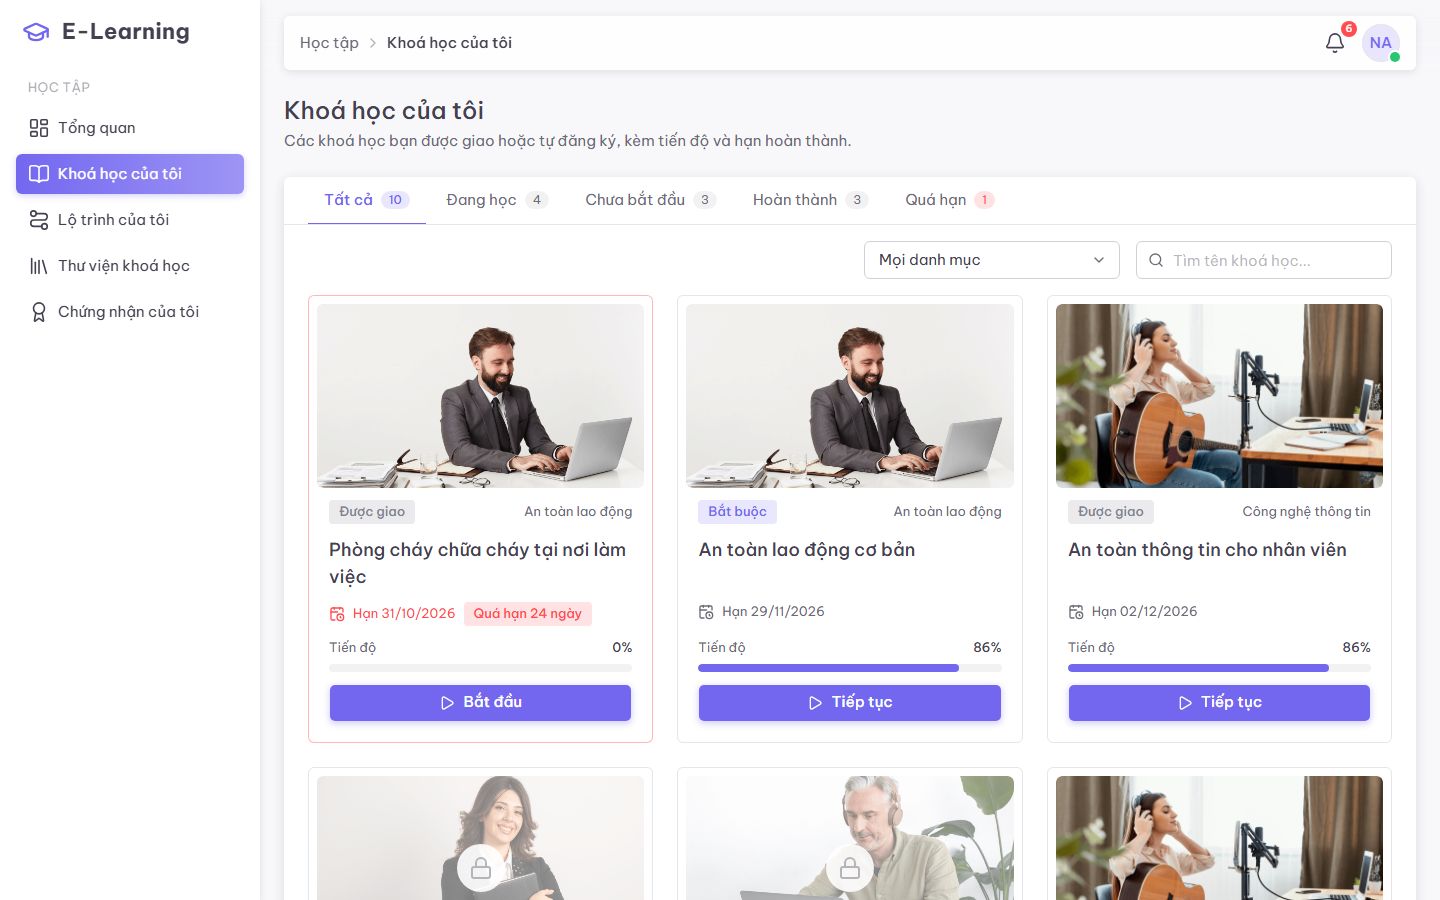 E-Learning
HỌC TẬP
Tổng quan
Khoá học của tôi
Lộ trình của tôi
Thư viện khoá học
Chứng nhận của tôi
Học tập
Khoá học của tôi
6
NA
Khoá học của tôi
Các khoá học bạn được giao hoặc tự đăng ký, kèm tiến độ và hạn hoàn thành.
Tất cả 10
Đang học 4
Chưa bắt đầu 3
Hoàn thành 3
Quá hạn 1
Mọi danh mục
Tìm tên khoá học...
Được giao
An toàn lao động
Phòng cháy chữa cháy tại nơi làm
việc
Hạn 31/10/2026
Quá hạn 24 ngày
Tiến độ
0%
Bắt đầu
Bắt buộc
An toàn lao động
An toàn lao động cơ bản
Hạn 29/11/2026
Tiến độ
86%
Tiếp tục
Được giao
Công nghệ thông tin
An toàn thông tin cho nhân viên
Hạn 02/12/2026
Tiến độ
86%
Tiếp tục